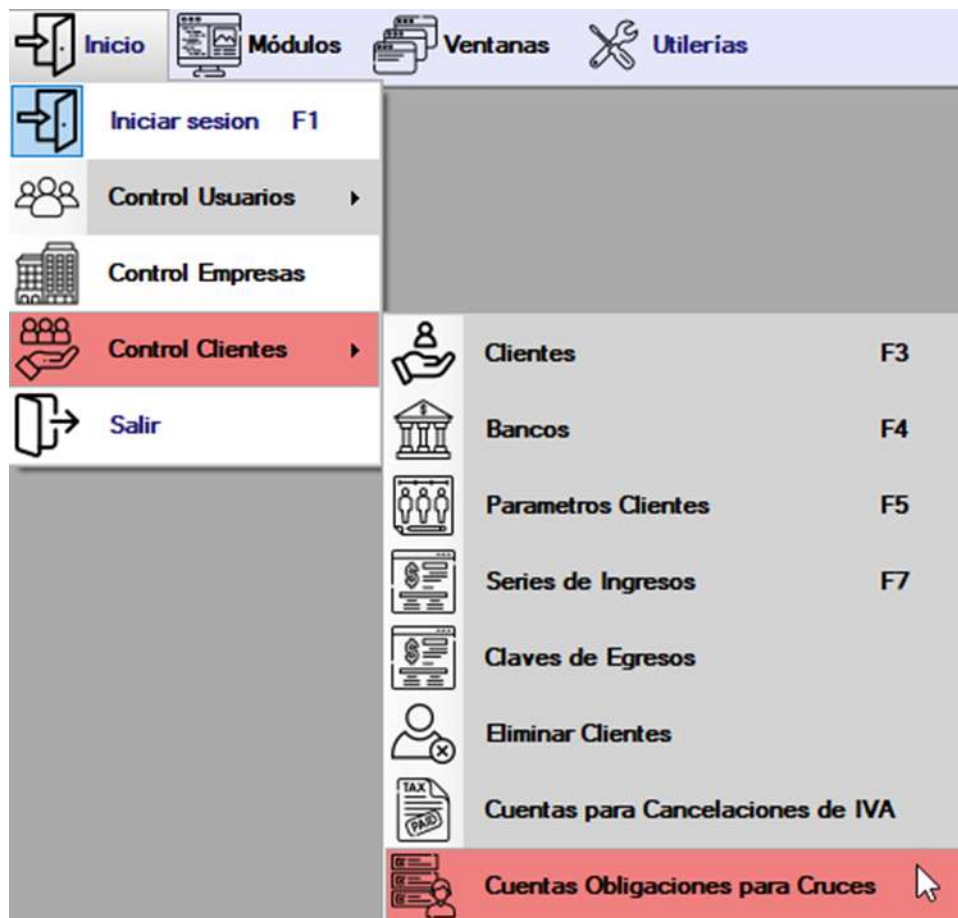 Inicio Módulos Ventanas Utilerías
Iniciar sesion F1
Control Usuarios
Control Empresas
Control Clientes
Salir
Clientes F3
Bancos F4
Parametros Clientes F5
Series de Ingresos F7
Claves de Egresos
Eliminar Clientes
TAX
PAID
Cuentas para Cancelaciones de IVA
Cuentas Obligaciones para Cruces